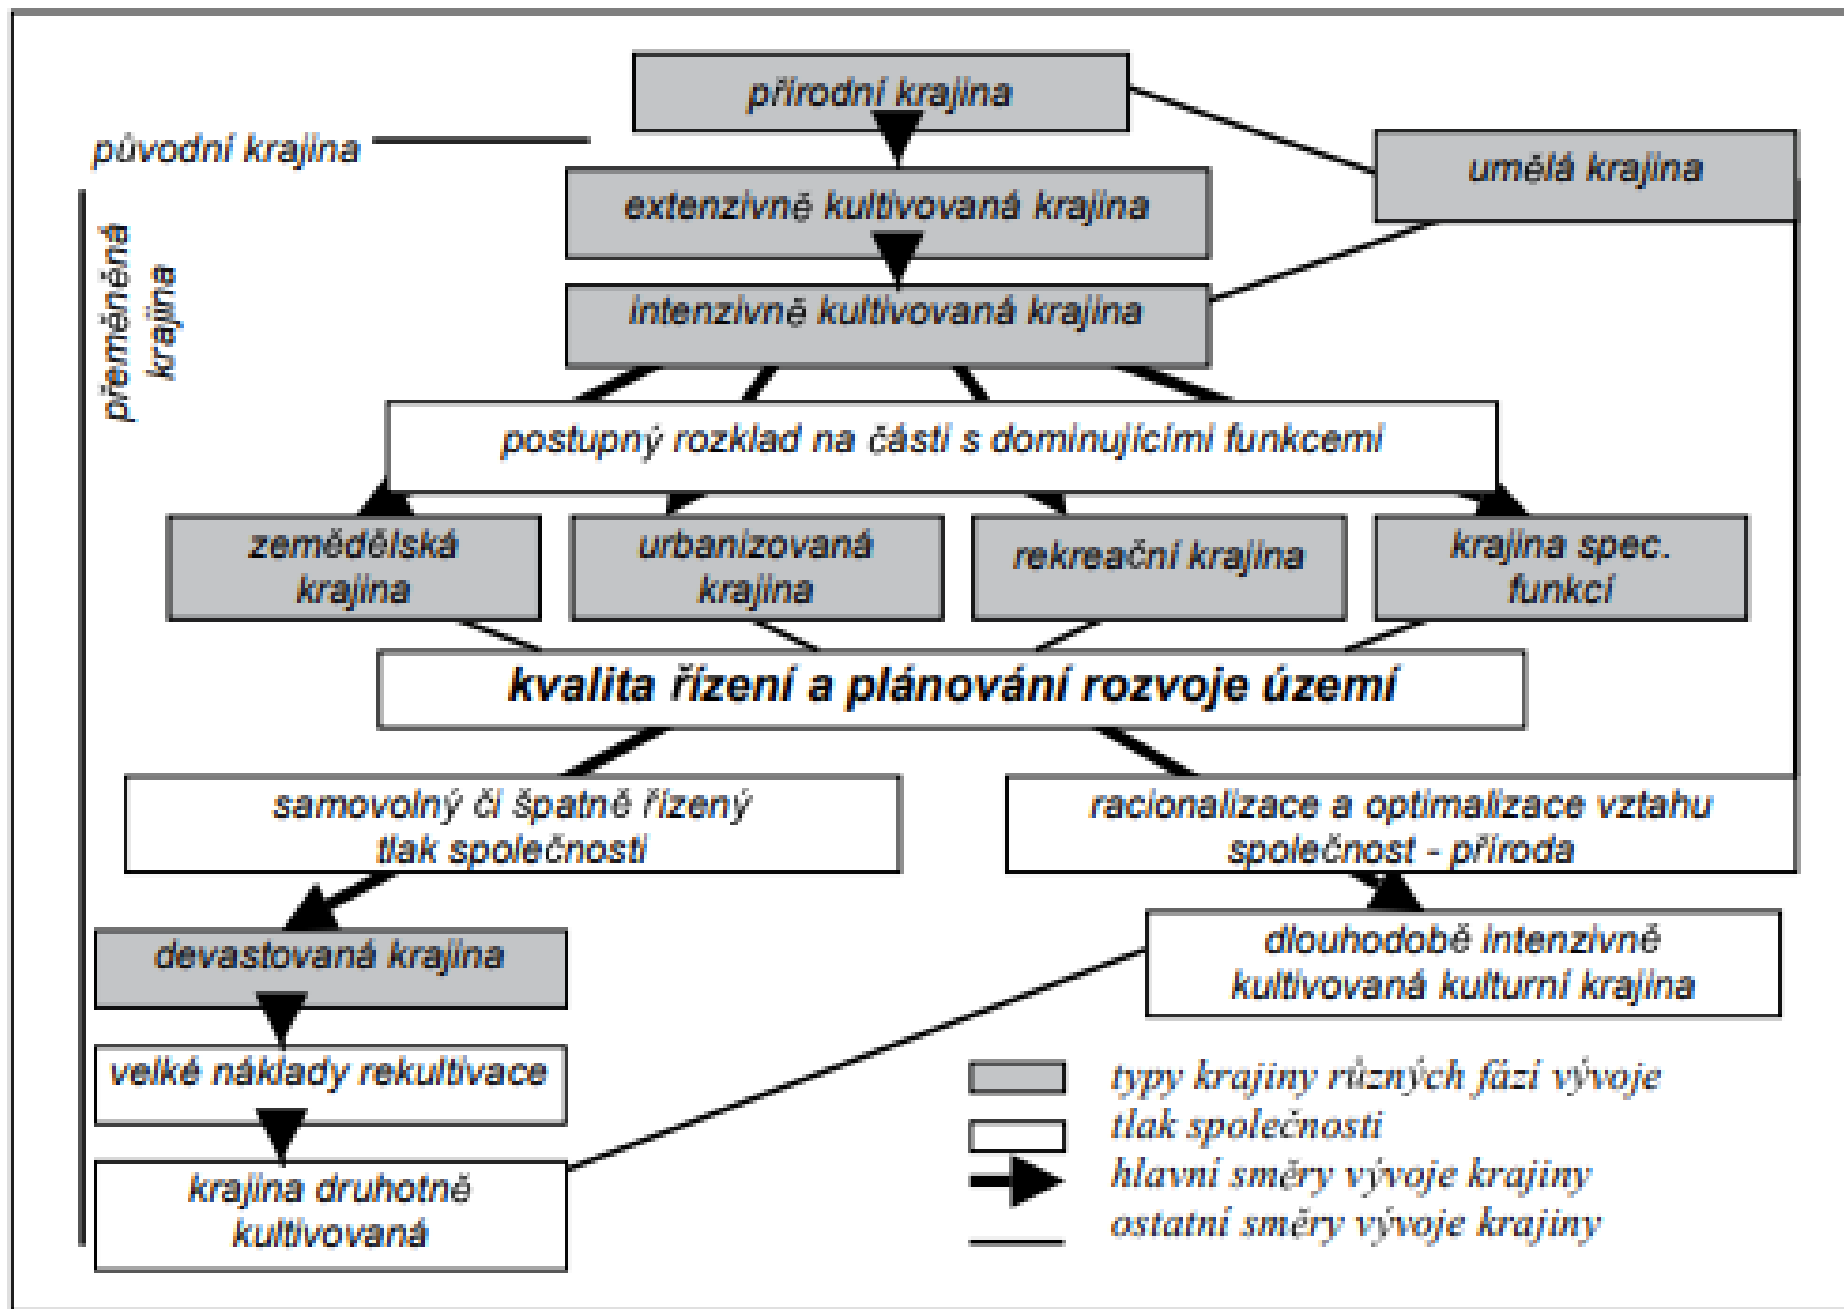 přírodní krajina
původní krajina
umělá krajina
extenzivně kultivovaná krajina
přeměněná
krajina
intenzivně kultivovaná krajina
postupný rozklad na části s dominujícími funkcemi
zemědělská
krajina
urbanizovaná
krajina
rekreační krajina
krajina spec.
funkcí
kvalita řízení a plánování rozvoje území
samovolný či špatně řízený
tlak společnosti
racionalizace a optimalizace vztahu
společnost - příroda
devastovaná krajina
dlouhodobě intenzivně
kultivovaná kulturní krajina
velké náklady rekultivace
krajina druhotně
kultivovaná
typy krajiny různých fází vývoje
tlak společnosti
hlavní směry vývoje krajiny
ostatní směry vývoje krajiny